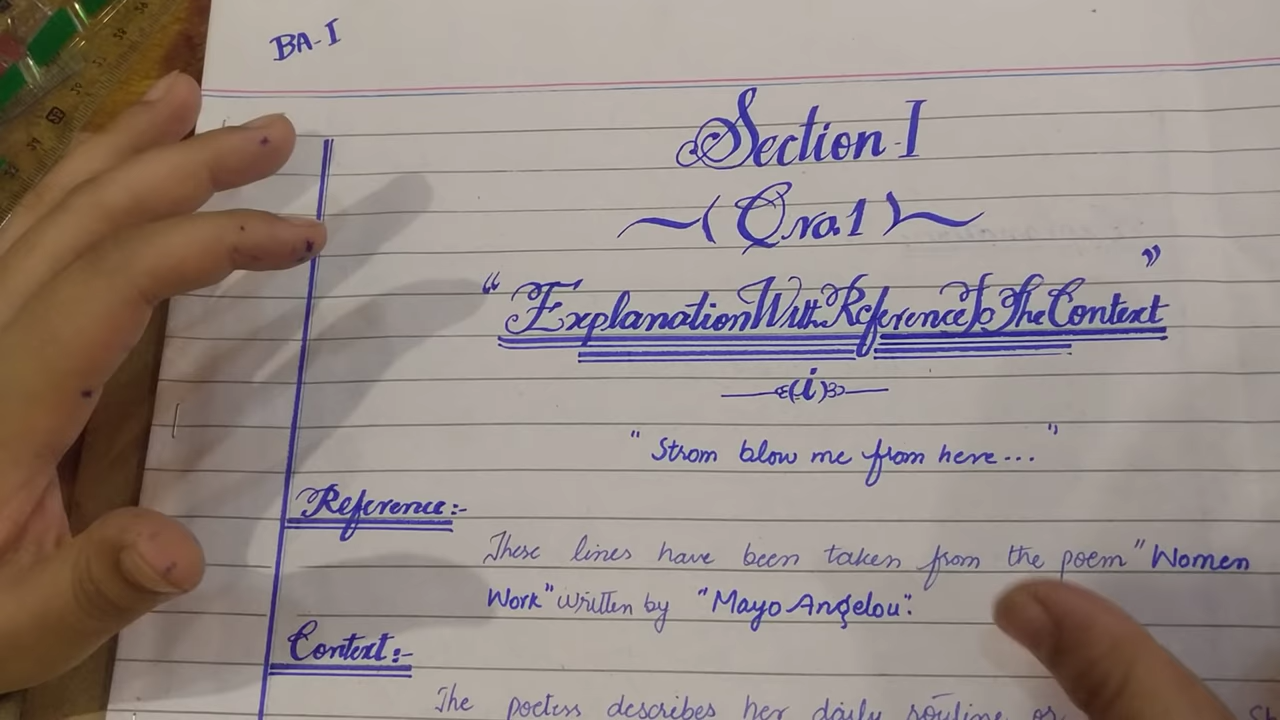 BA-I
Section-I
(Q.no.1)
"Explanation With Reference To The Context"
(i)
"Strom blow me from here..."
Reference:-
These lines have been taken from the poem "Women
Work" written by "Mayo Angelou".
Context:-
The poetess describes her daily routine